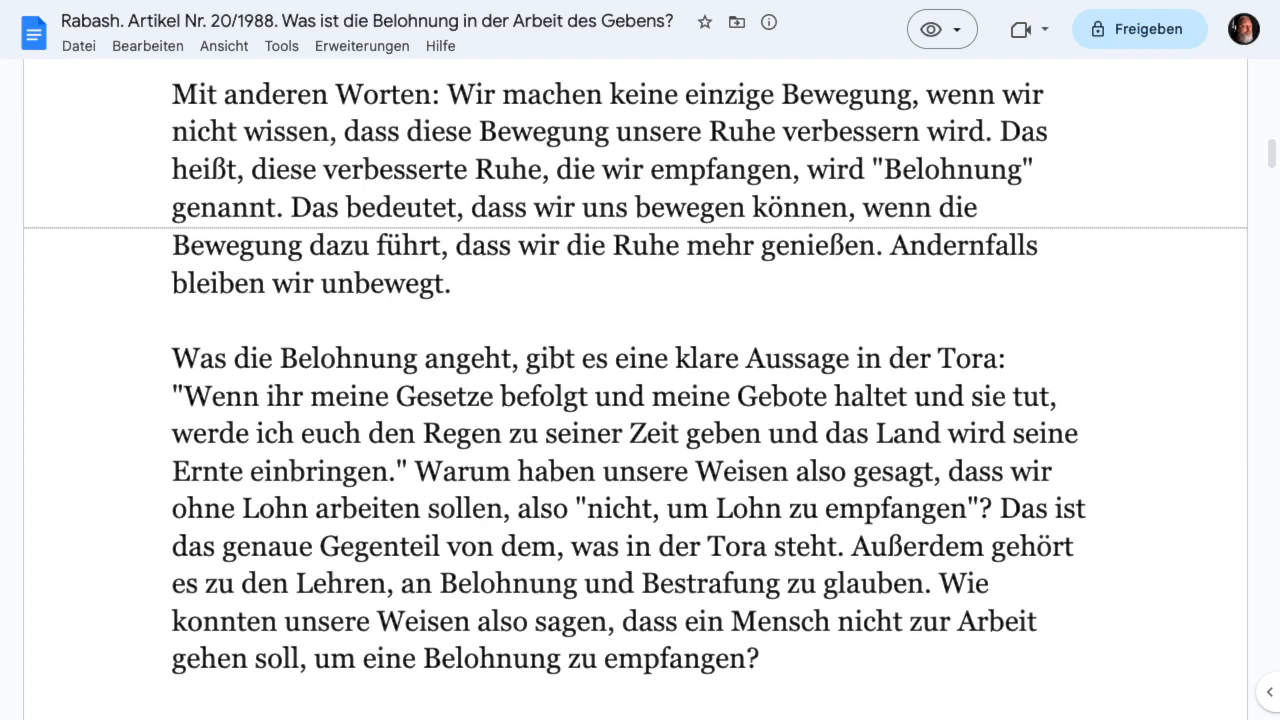 Rabash. Artikel Nr. 20/1988. Was ist die Belohnung in der Arbeit des Gebens?
Datei Bearbeiten Ansicht Tools Erweiterungen Hilfe
Freigeben
Mit anderen Worten: Wir machen keine einzige Bewegung, wenn wir
nicht wissen, dass diese Bewegung unsere Ruhe verbessern wird. Das
heißt, diese verbesserte Ruhe, die wir empfangen, wird "Belohnung"
genannt. Das bedeutet, dass wir uns bewegen können, wenn die
Bewegung dazu führt, dass wir die Ruhe mehr genießen. Andernfalls
bleiben wir unbewegt.
Was die Belohnung angeht, gibt es eine klare Aussage in der Tora:
"Wenn ihr meine Gesetze befolgt und meine Gebote haltet und sie tut,
werde ich euch den Regen zu seiner Zeit geben und das Land wird seine
Ernte einbringen." Warum haben unsere Weisen also gesagt, dass wir
ohne Lohn arbeiten sollen, also "nicht, um Lohn zu empfangen"? Das ist
das genaue Gegenteil von dem, was in der Tora steht. Außerdem gehört
es zu den Lehren, an Belohnung und Bestrafung zu glauben. Wie
konnten unsere Weisen also sagen, dass ein Mensch nicht zur Arbeit
gehen soll, um eine Belohnung zu empfangen?